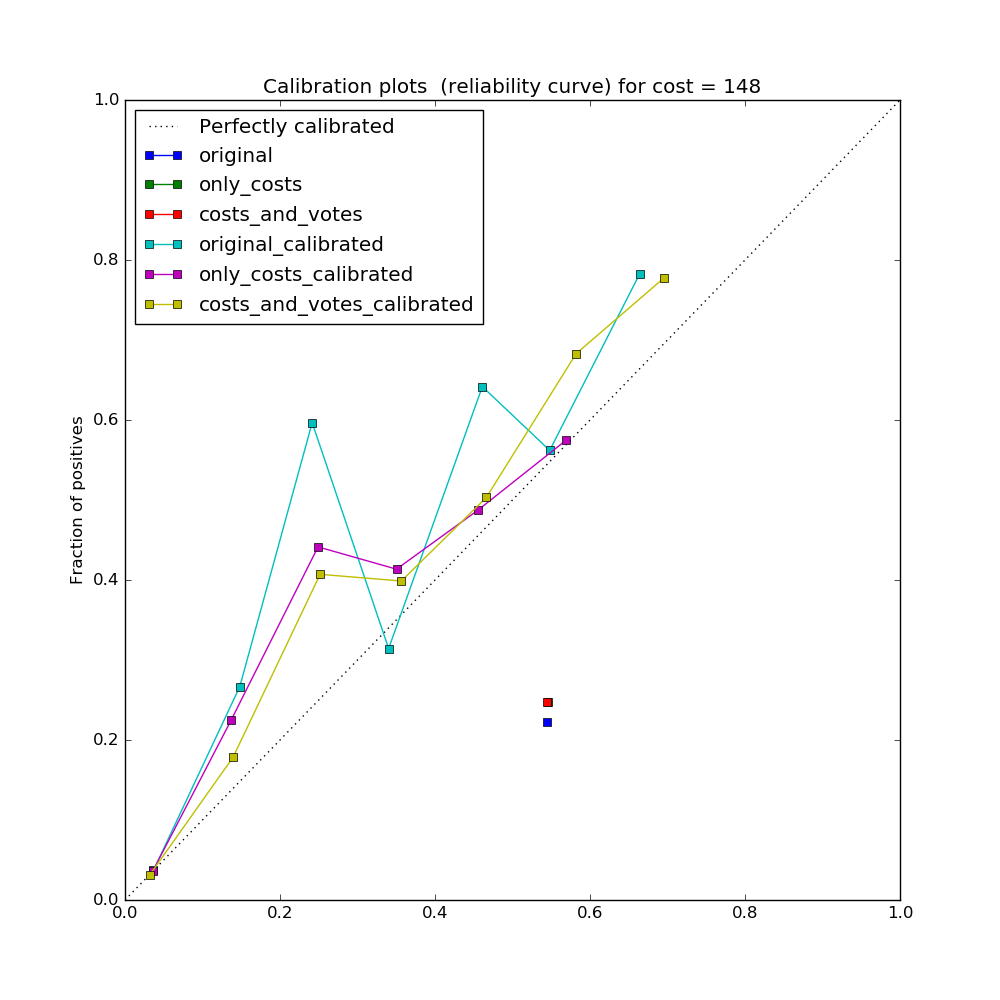 Calibration plots  (reliability curve) for cost = 148
1.0
Perfectly calibrated
original
only_costs
costs_and_votes
original_calibrated
only_costs_calibrated
costs_and_votes_calibrated
0.8
0.6
Fraction of positives
0.4
0.2
0.0
0.0 0.2 0.4 0.6 0.8 1.0